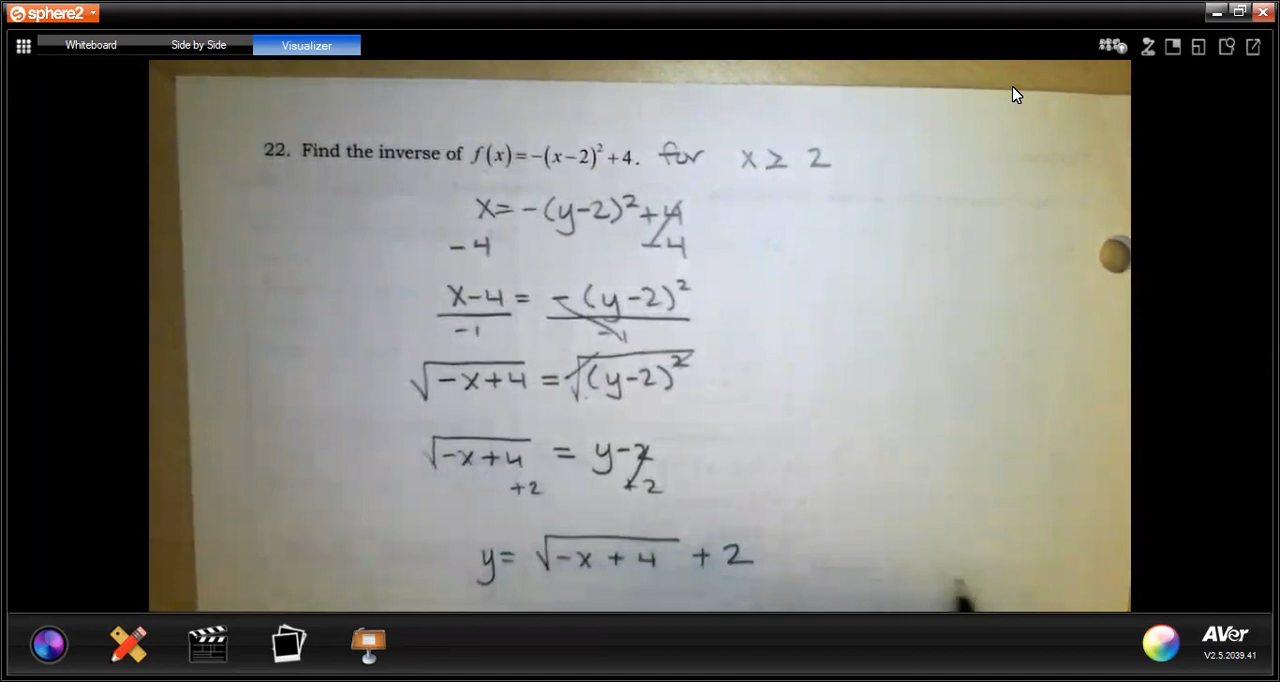 sphere2
Whiteboard Side by Side Visualizer
22. Find the inverse of f(x)=-(x-2)²+4. for x ≥ 2
x=-(y-2)²+4
-4 -4
x-4 = -(y-2)²
-1 -1
√-x+4 = √(y-2)²
√-x+4 = y-2
+2 +2
y= √-x+4 +2
AVer
V2.5.2039.41